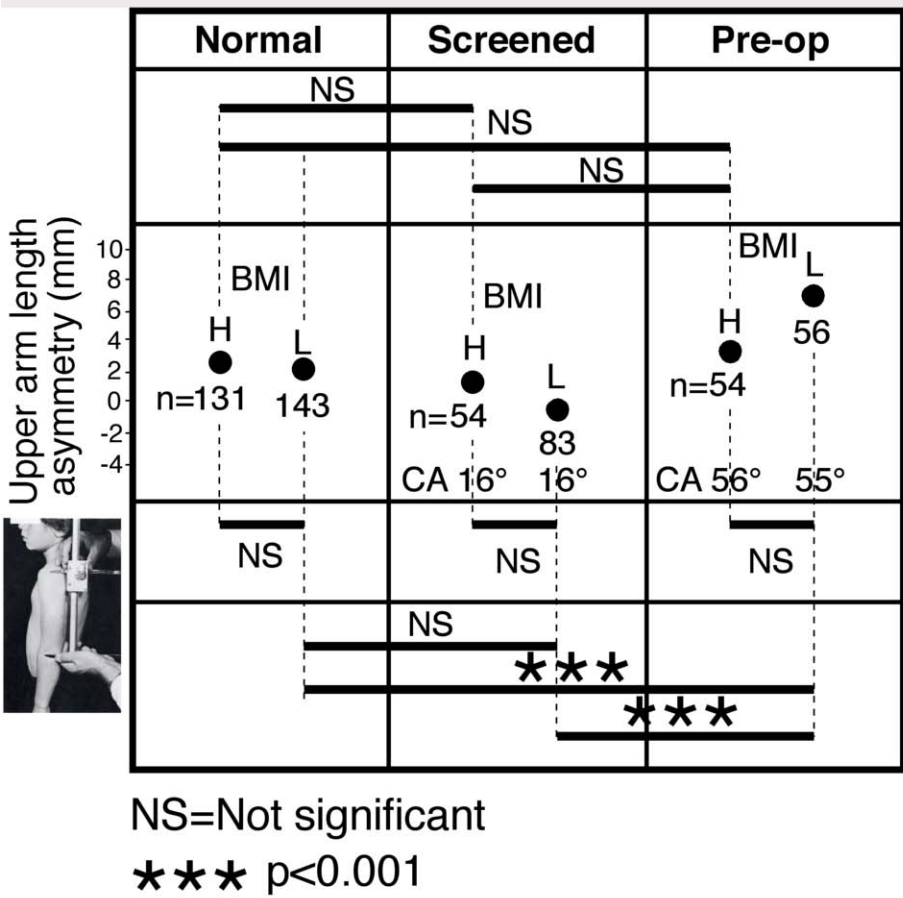 Normal Screened Pre-op
NS
NS
NS
Upper arm length
asymmetry (mm)
10
8
6
4
2
0
-2
-4
BMI
H
L
n=131
143
BMI
H
L
n=54
83
CA 16° 16°
BMI
L
H
56
n=54
CA 56° 55°
NS NS NS
NS
***
***
NS=Not significant
*** p<0.001